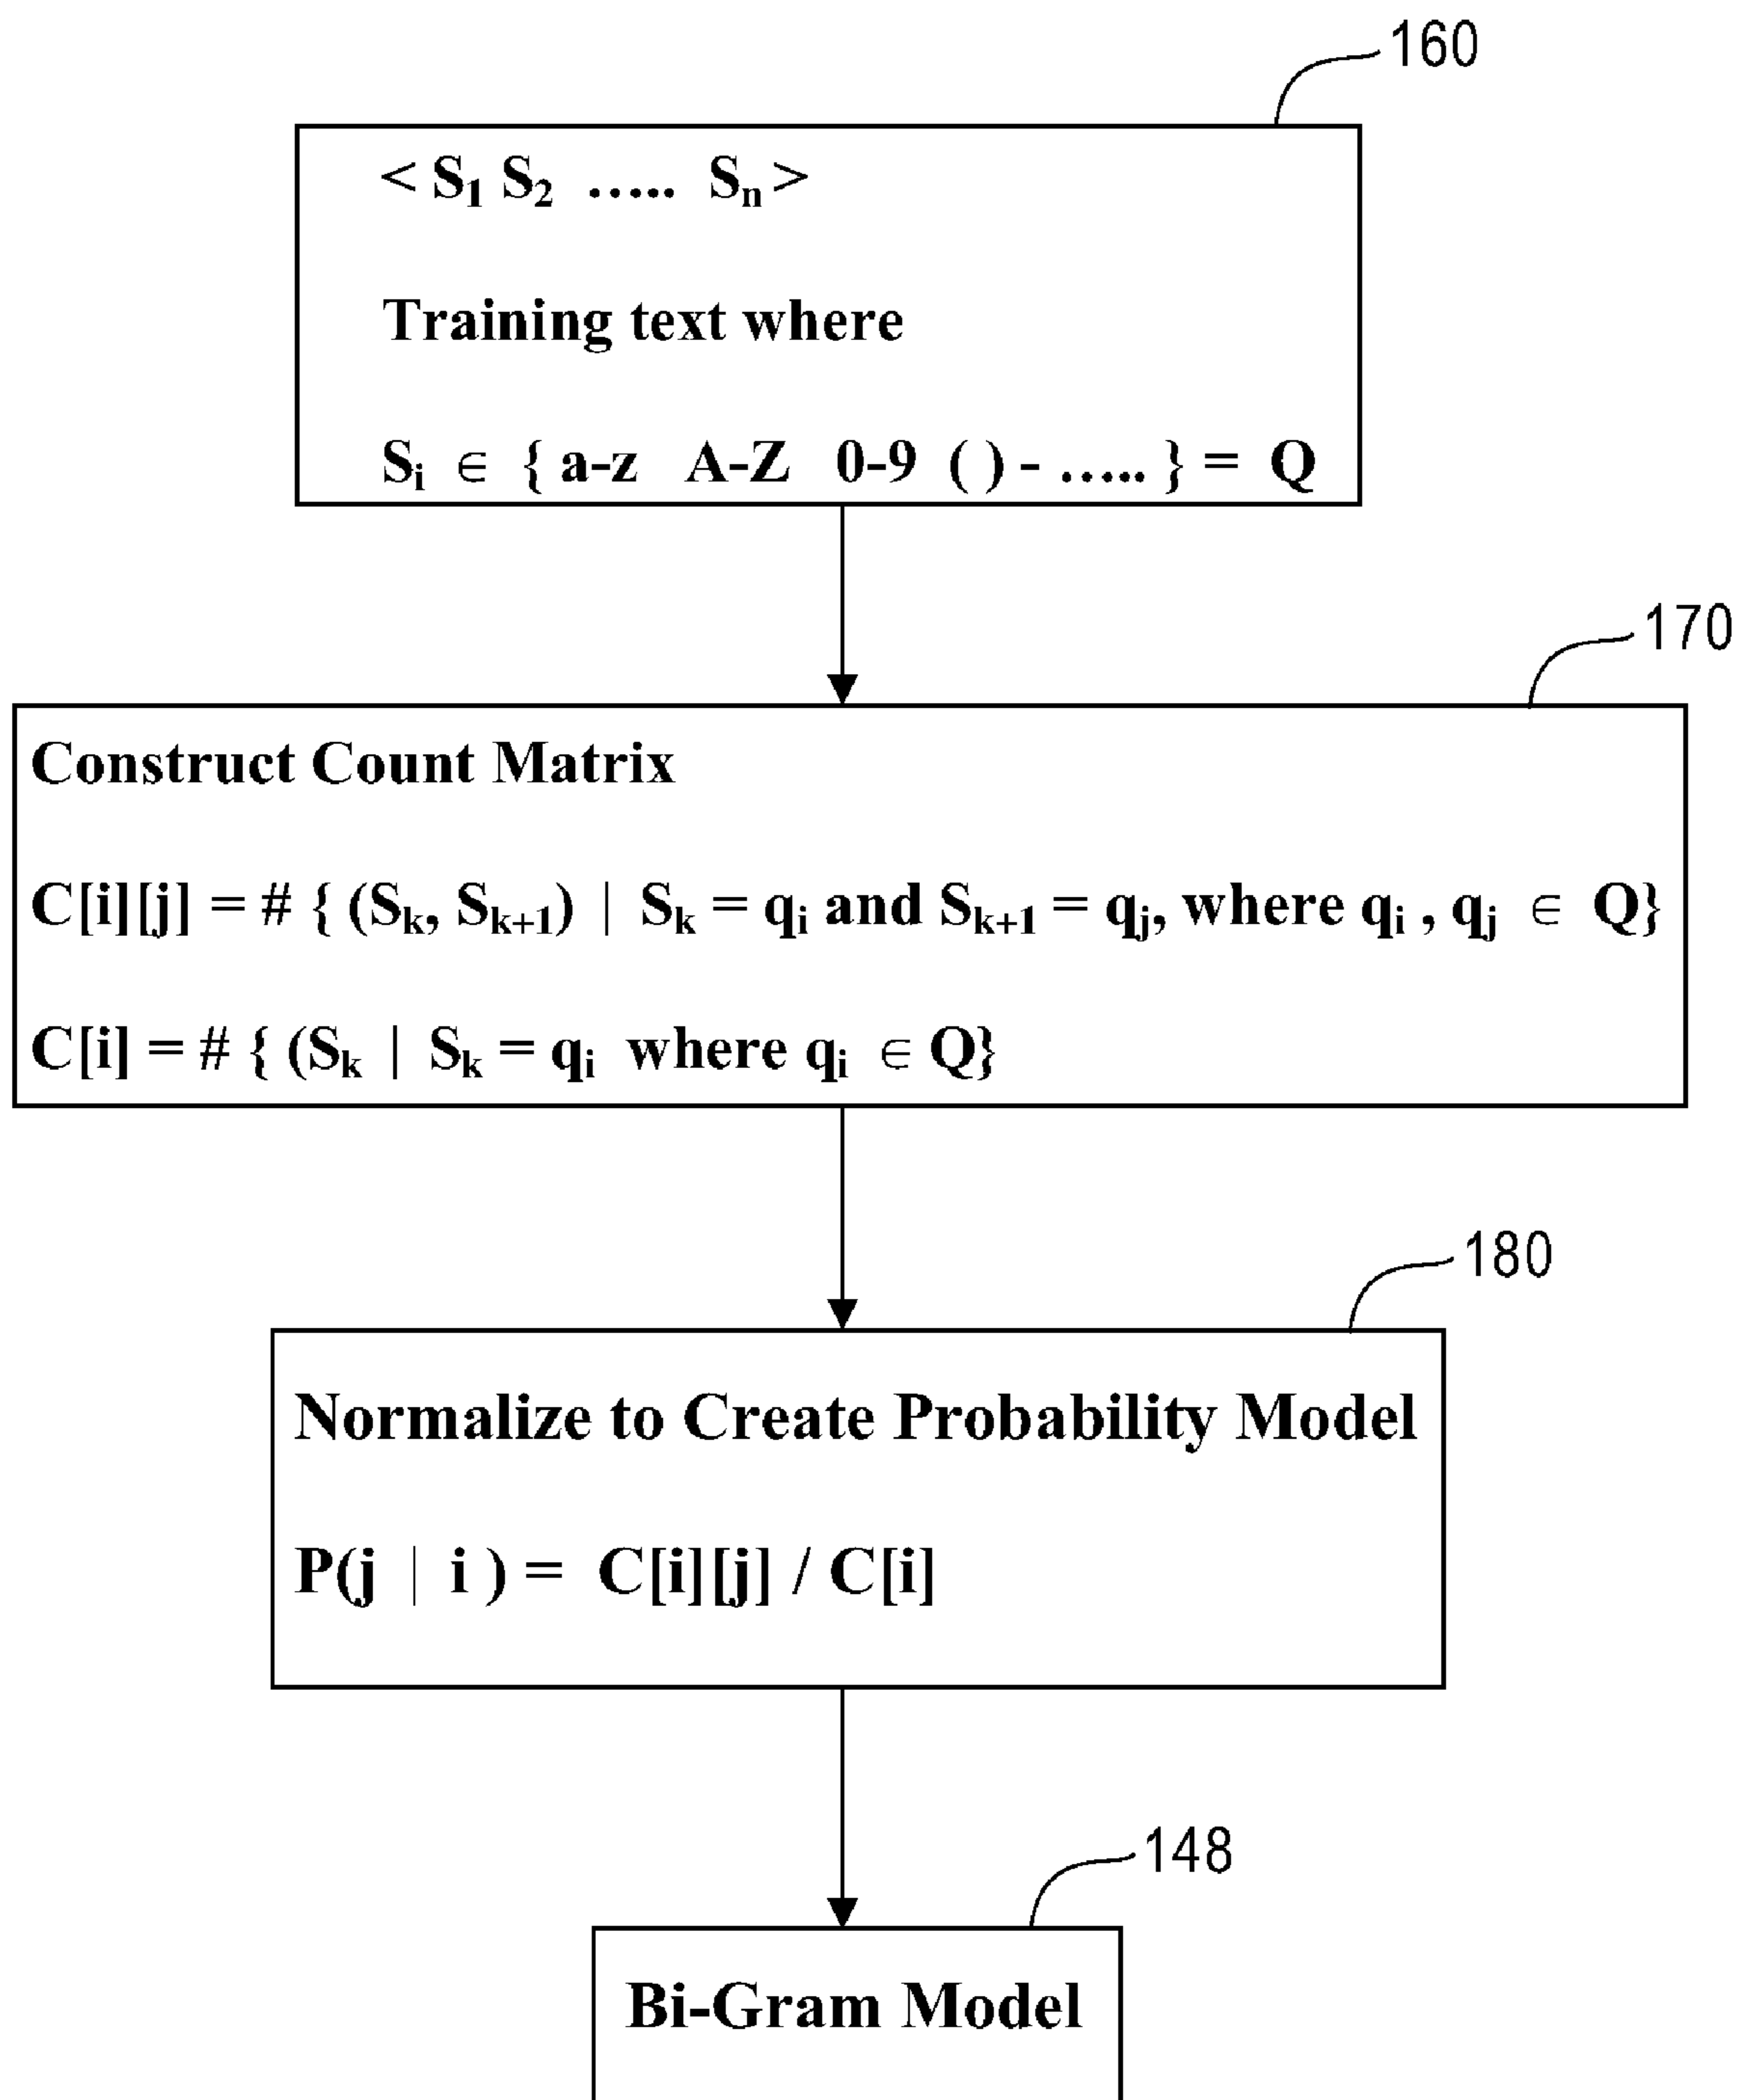 160
< S₁ S₂ ..... Sₙ >
Training text where
Sᵢ ∈ { a-z A-Z 0-9 ( ) - ..... } = Q
170
Construct Count Matrix
C[i][j] = # { (Sₖ, Sₖ₊₁) | Sₖ = qᵢ and Sₖ₊₁ = qⱼ, where qᵢ , qⱼ ∈ Q}
C[i] = # { (Sₖ | Sₖ = qᵢ where qᵢ ∈ Q}
180
Normalize to Create Probability Model
P(j | i ) = C[i][j] / C[i]
148
Bi-Gram Model